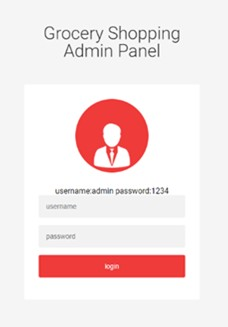 Grocery Shopping
Admin Panel
username:admin password:1234
username
password
login